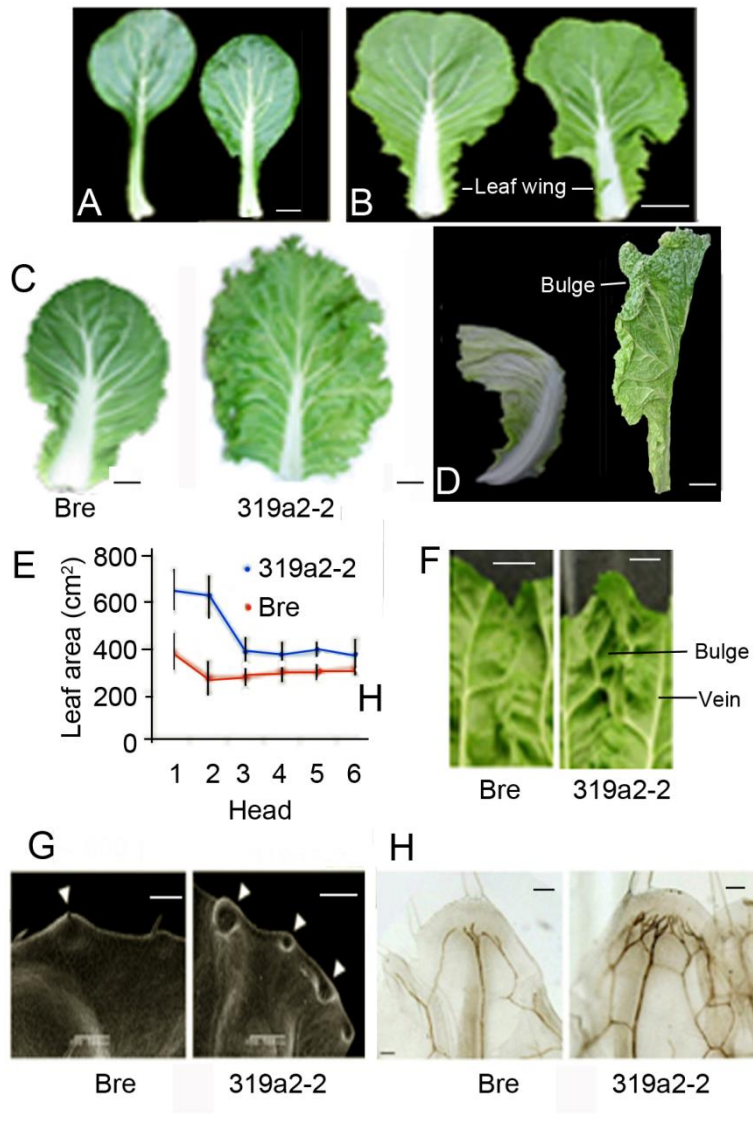 A
B
Leaf wing
C
Bre
319a2-2
D
Bulge
E
Leaf area (cm²)
800
600
400
200
0
319a2-2
Bre
H
1 2 3 4 5 6
Head
F
Bulge
Vein
Bre
319a2-2
G
H
Bre
319a2-2
Bre
319a2-2